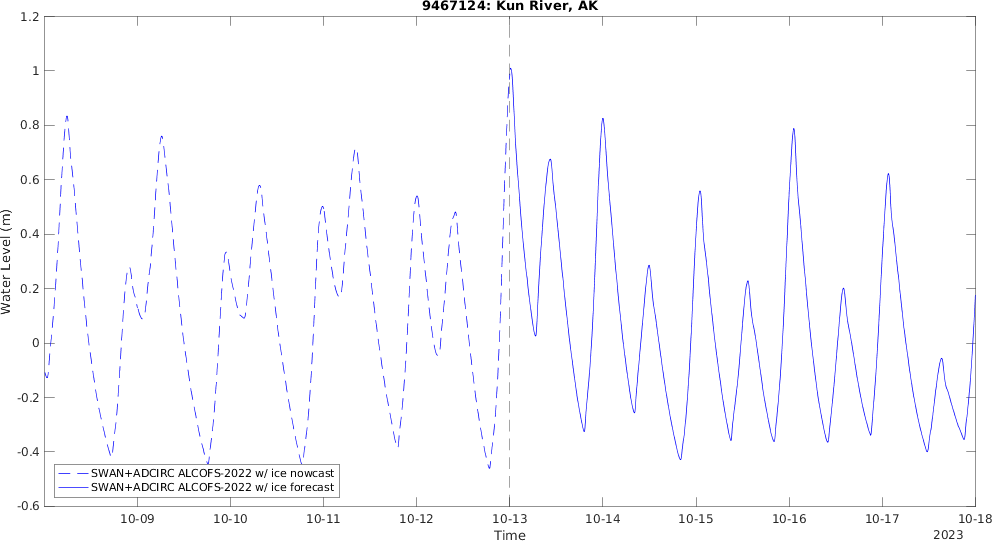 9467124: Kun River, AK
1.2
1
0.8
0.6
0.4
0.2
0
-0.2
-0.4
-0.6
Water Level (m)
SWAN+ADCIRC ALCOFS-2022 w/ ice nowcast
SWAN+ADCIRC ALCOFS-2022 w/ ice forecast
10-09 10-10 10-11 10-12 10-13 10-14 10-15 10-16 10-17 10-18
Time
2023